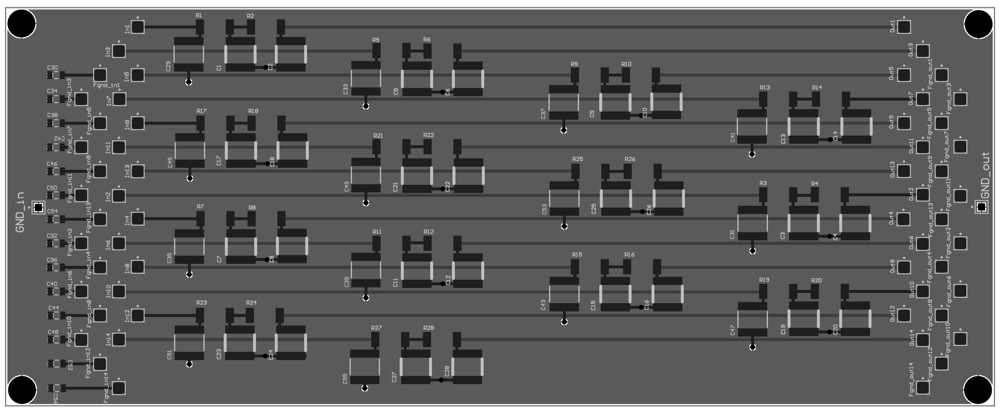 R1
R2
In1
Out1
R5
R6
In3
Out3
C29
C1
C2
R9
R10
C30
In5
Out5
Fgnd_out1
Fgnd_in1
Fgnd_in3
C33
C5
C6
R13
R14
C34
In7
Out7
Fgnd_out3
R17
R18
C37
C9
C10
C38
Fgnd_in5
In9
Out9
Fgnd_out5
C42
Fgnd_in7
R21
R22
C41
C13
C14
In11
Out11
Fgnd_out7
C45
C17
C18
R25
R26
C46
Fgnd_in9
In13
Out13
Fgnd_out9
GND_out
C50
Fgnd_in11
C49
C21
C22
R3
R4
In2
Out2
Fgnd_out11
GND_in
C54
Fgnd_in13
R7
R8
C53
C25
C26
In4
Out4
Fgnd_out13
C32
Fgnd_in2
R11
R12
C31
C3
C4
In6
Out6
Fgnd_out2
C35
C7
C8
R15
R16
C36
Fgnd_in4
In8
Out8
Fgnd_out4
C40
Fgnd_in6
C39
C11
C12
R19
R20
In10
Out10
Fgnd_out6
R23
R24
C43
C15
C16
C44
Fgnd_in8
In12
Out12
Fgnd_out8
C48
Fgnd_in10
R27
R28
C47
C19
C20
In14
Out14
Fgnd_out10
C51
C23
C24
C52
Fgnd_in12
Fgnd_out12
C55
C27
C28
Fgnd_out14
C56
Fgnd_in14